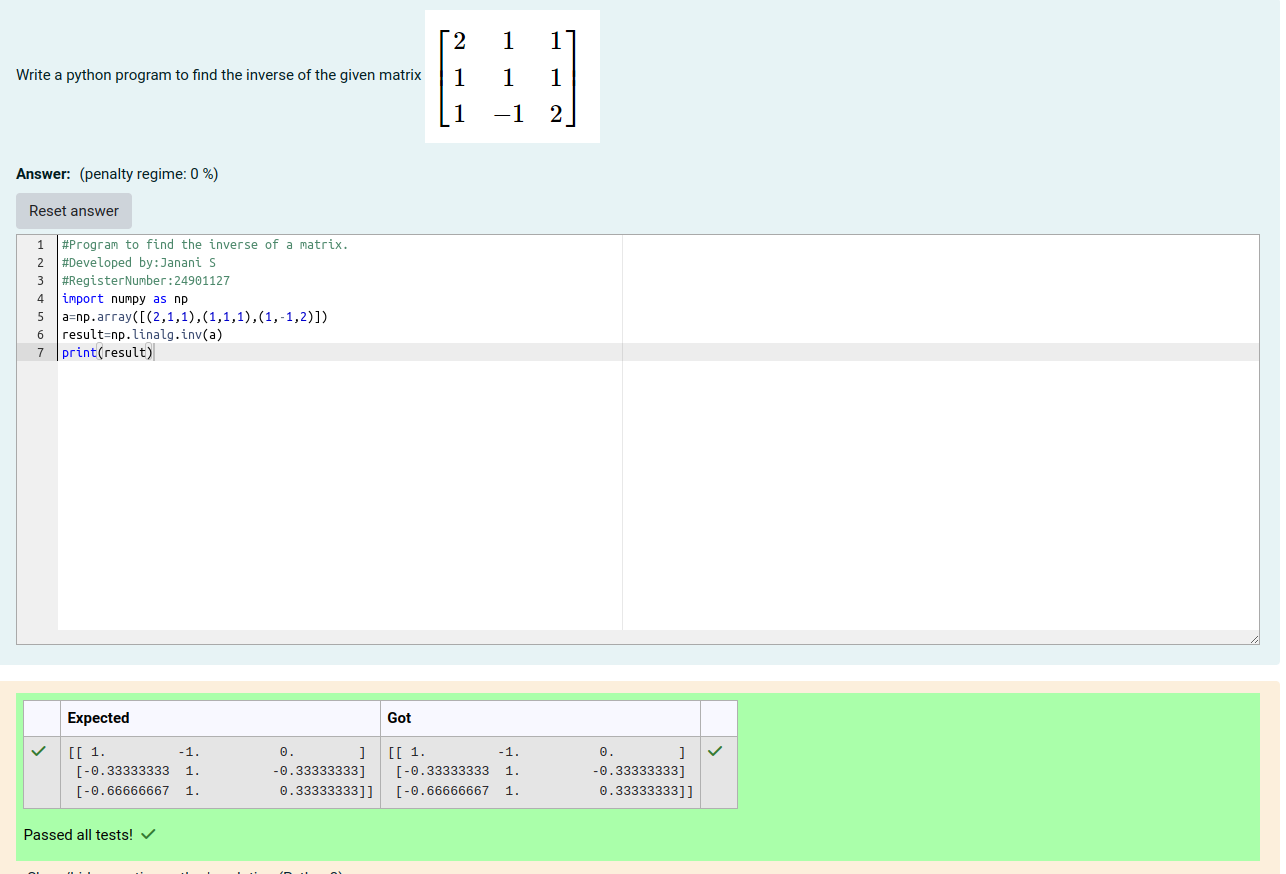 Write a python program to find the inverse of the given matrix
2 1 1
1 1 1
1 −1 2
Answer: (penalty regime: 0 %)
Reset answer
1 #Program to find the inverse of a matrix.
2 #Developed by:Janani S
3 #RegisterNumber:24901127
4 import numpy as np
5 a=np.array([(2,1,1),(1,1,1),(1,-1,2)])
6 result=np.linalg.inv(a)
7 print(result)
Expected Got
[[ 1. -1. 0. ] [[ 1. -1. 0. ]
[-0.33333333 1. -0.33333333] [-0.33333333 1. -0.33333333]
[-0.66666667 1. 0.33333333]] [-0.66666667 1. 0.33333333]]
Passed all tests!